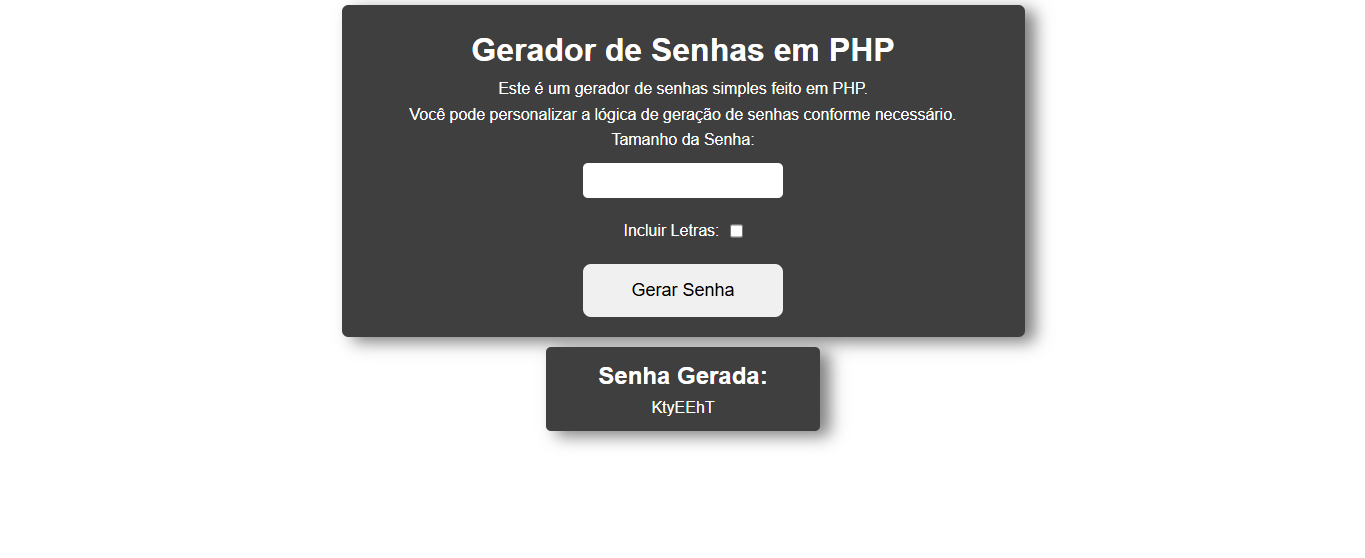 Gerador de Senhas em PHP
Este é um gerador de senhas simples feito em PHP.
Você pode personalizar a lógica de geração de senhas conforme necessário.
Tamanho da Senha:
Incluir Letras:
Gerar Senha
Senha Gerada:
KtyEEhT